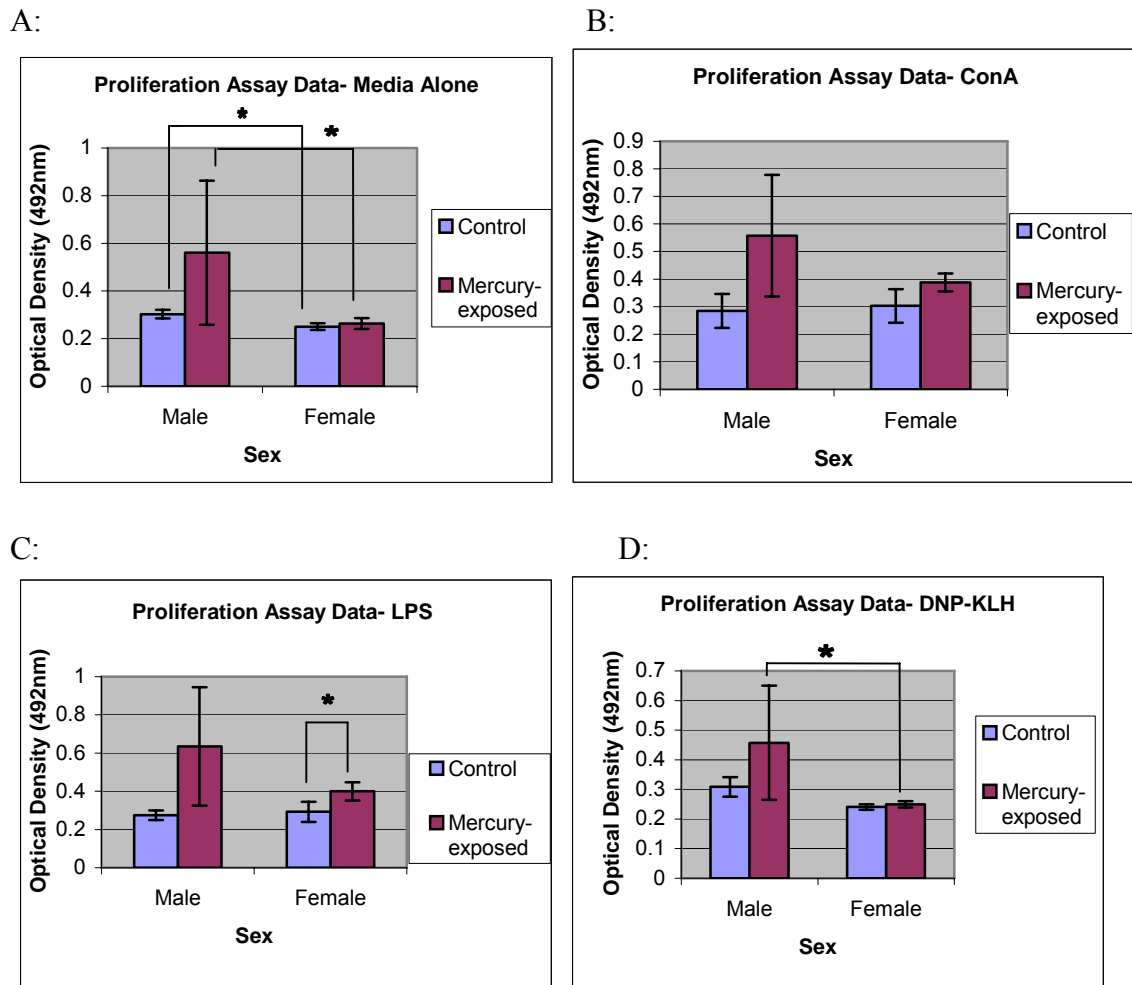 A:
Proliferation Assay Data- Media Alone
*
*
Optical Density (492nm)
1
0.8
0.6
0.4
0.2
0
Male
Female
Sex
Control
Mercury-
exposed
B:
Proliferation Assay Data- ConA
Optical Density (492nm)
0.9
0.8
0.7
0.6
0.5
0.4
0.3
0.2
0.1
0
Male
Female
Sex
Control
Mercury-
exposed
C:
Proliferation Assay Data- LPS
*
Optical Density (492nm)
1
0.8
0.6
0.4
0.2
0
Male
Female
Sex
Control
Mercury-
exposed
D:
Proliferation Assay Data- DNP-KLH
*
Optical Density (492nm)
0.7
0.6
0.5
0.4
0.3
0.2
0.1
0
Male
Female
Sex
Control
Mercury-
exposed